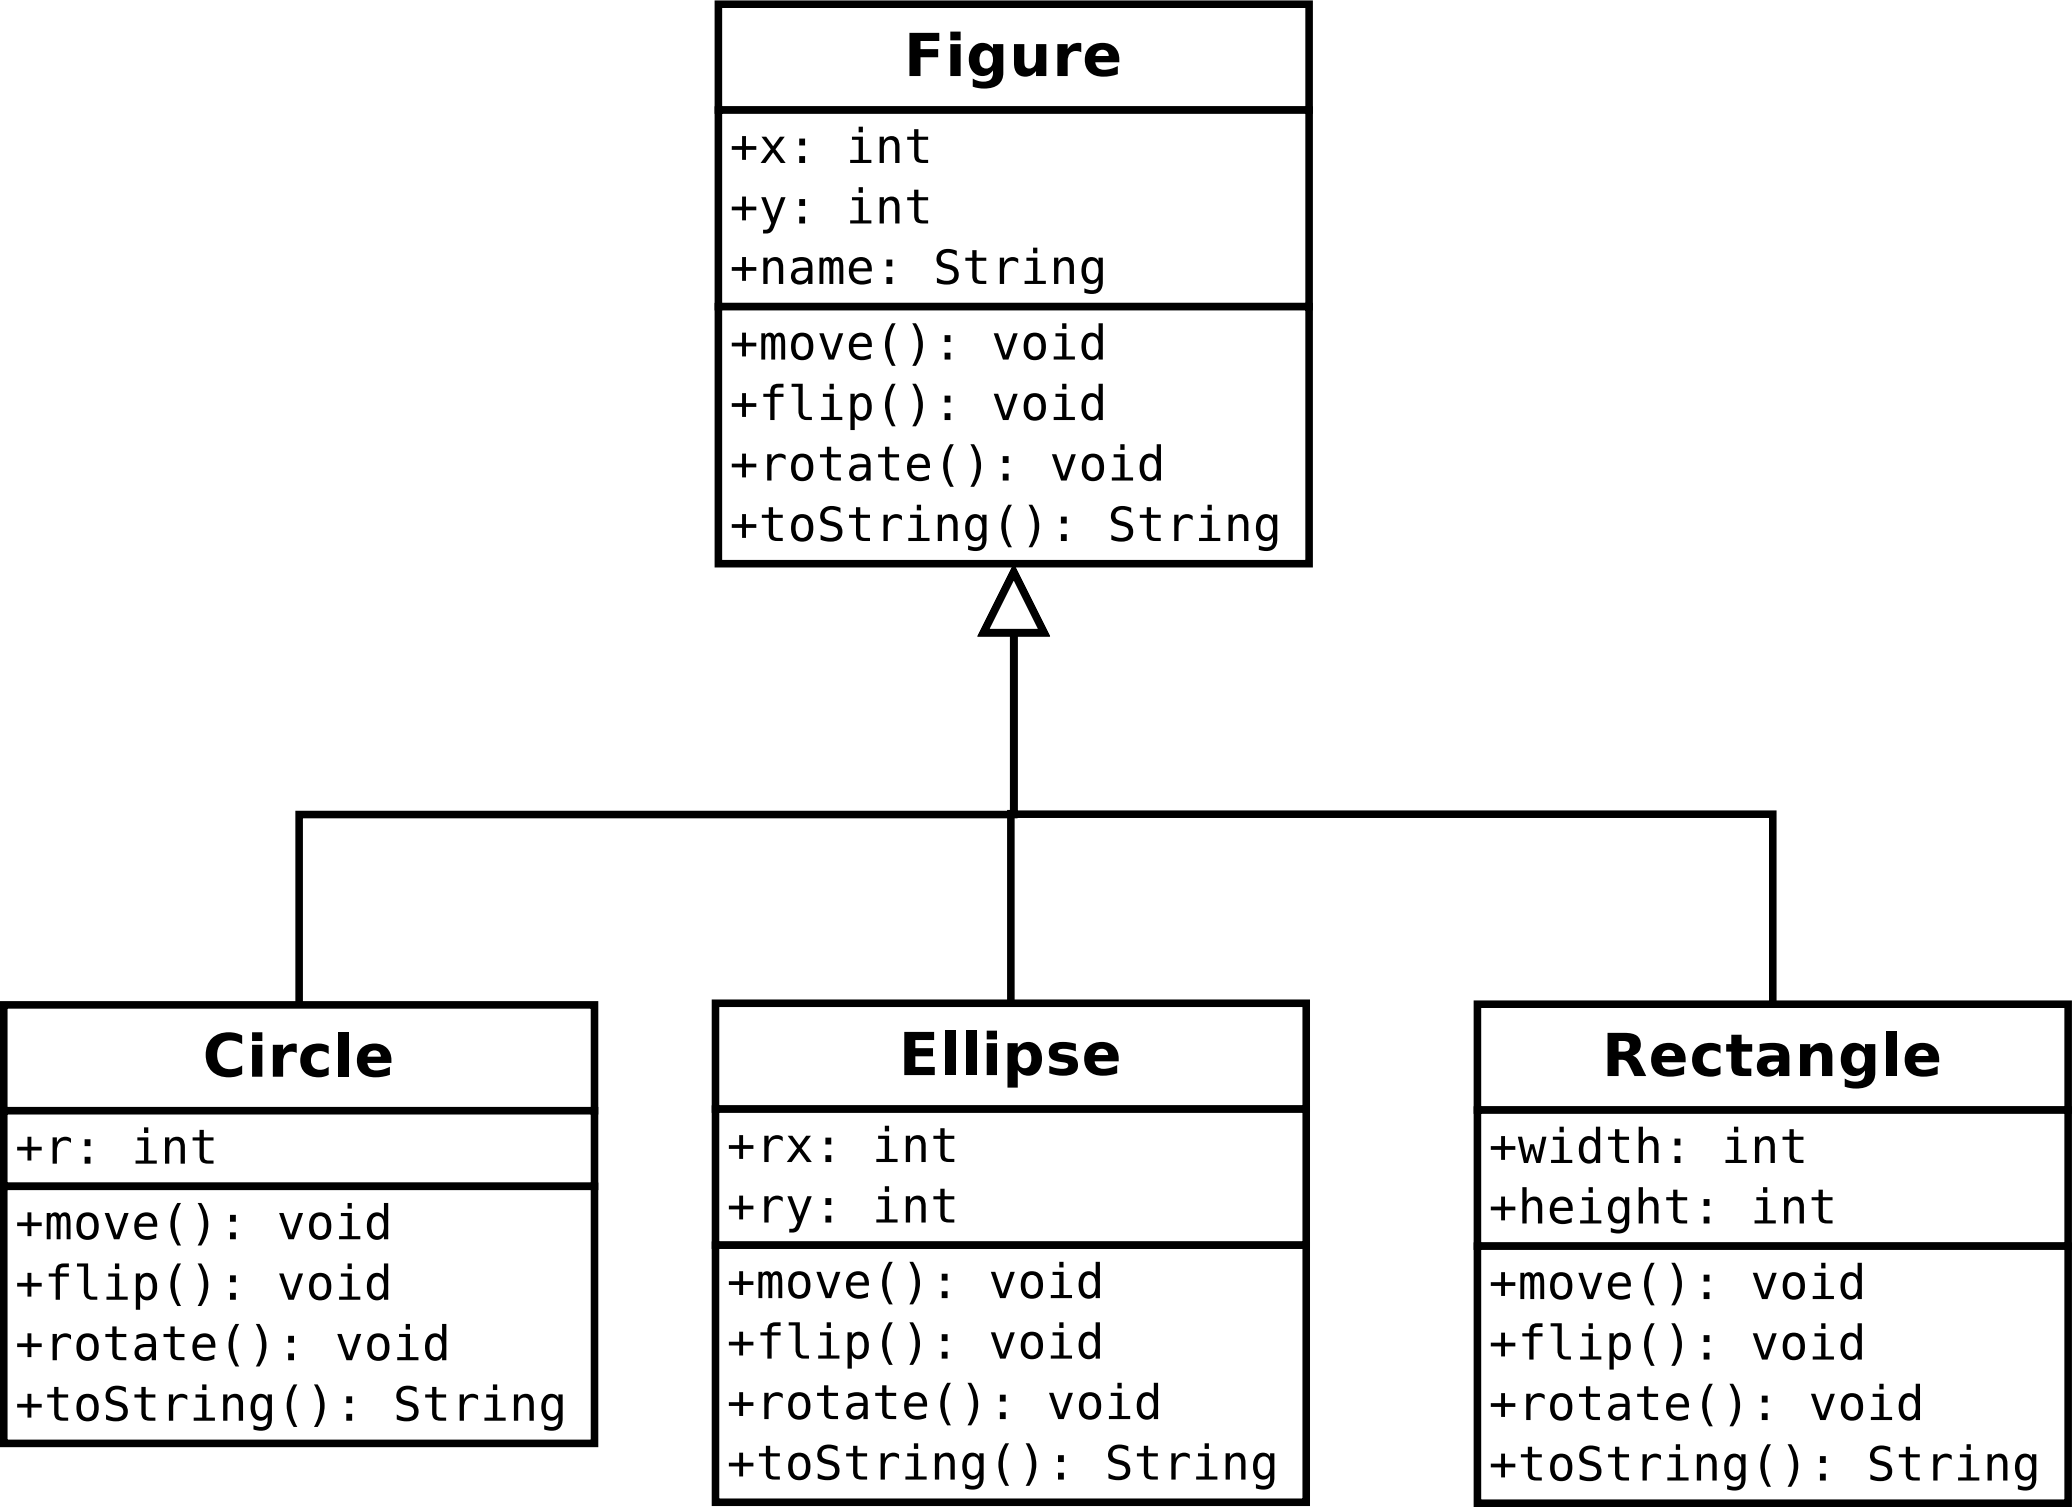 Figure
+x: int
+y: int
+name: String
+move(): void
+flip(): void
+rotate(): void
+toString(): String
Circle
+r: int
+move(): void
+flip(): void
+rotate(): void
+toString(): String
Ellipse
+rx: int
+ry: int
+move(): void
+flip(): void
+rotate(): void
+toString(): String
Rectangle
+width: int
+height: int
+move(): void
+flip(): void
+rotate(): void
+toString(): String